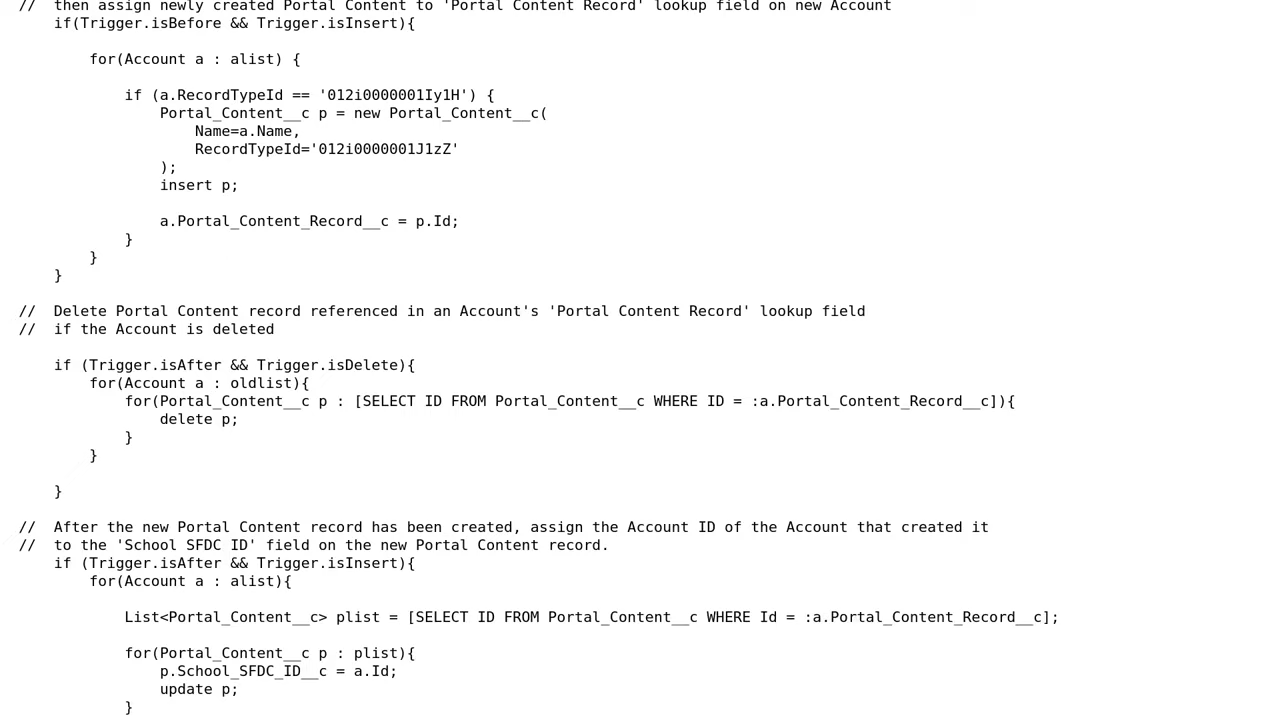 //  then assign newly created Portal Content to 'Portal Content Record' lookup field on new Account
    if(Trigger.isBefore && Trigger.isInsert){
        for(Account a : alist) {
            if (a.RecordTypeId == '012i0000001Iy1H') {
                Portal_Content__c p = new Portal_Content__c(
                    Name=a.Name,
                    RecordTypeId='012i0000001J1zZ'
                );
                insert p;
                a.Portal_Content_Record__c = p.Id;
            }
        }
    }
//  Delete Portal Content record referenced in an Account's 'Portal Content Record' lookup field
//  if the Account is deleted
    if (Trigger.isAfter && Trigger.isDelete){
        for(Account a : oldlist){
            for(Portal_Content__c p : [SELECT ID FROM Portal_Content__c WHERE ID = :a.Portal_Content_Record__c]){
                delete p;
            }
        }
    }
//  After the new Portal Content record has been created, assign the Account ID of the Account that created it
//  to the 'School SFDC ID' field on the new Portal Content record.
    if (Trigger.isAfter && Trigger.isInsert){
        for(Account a : alist){
            List<Portal_Content__c> plist = [SELECT ID FROM Portal_Content__c WHERE Id = :a.Portal_Content_Record__c];
            for(Portal_Content__c p : plist){
                p.School_SFDC_ID__c = a.Id;
                update p;
            }